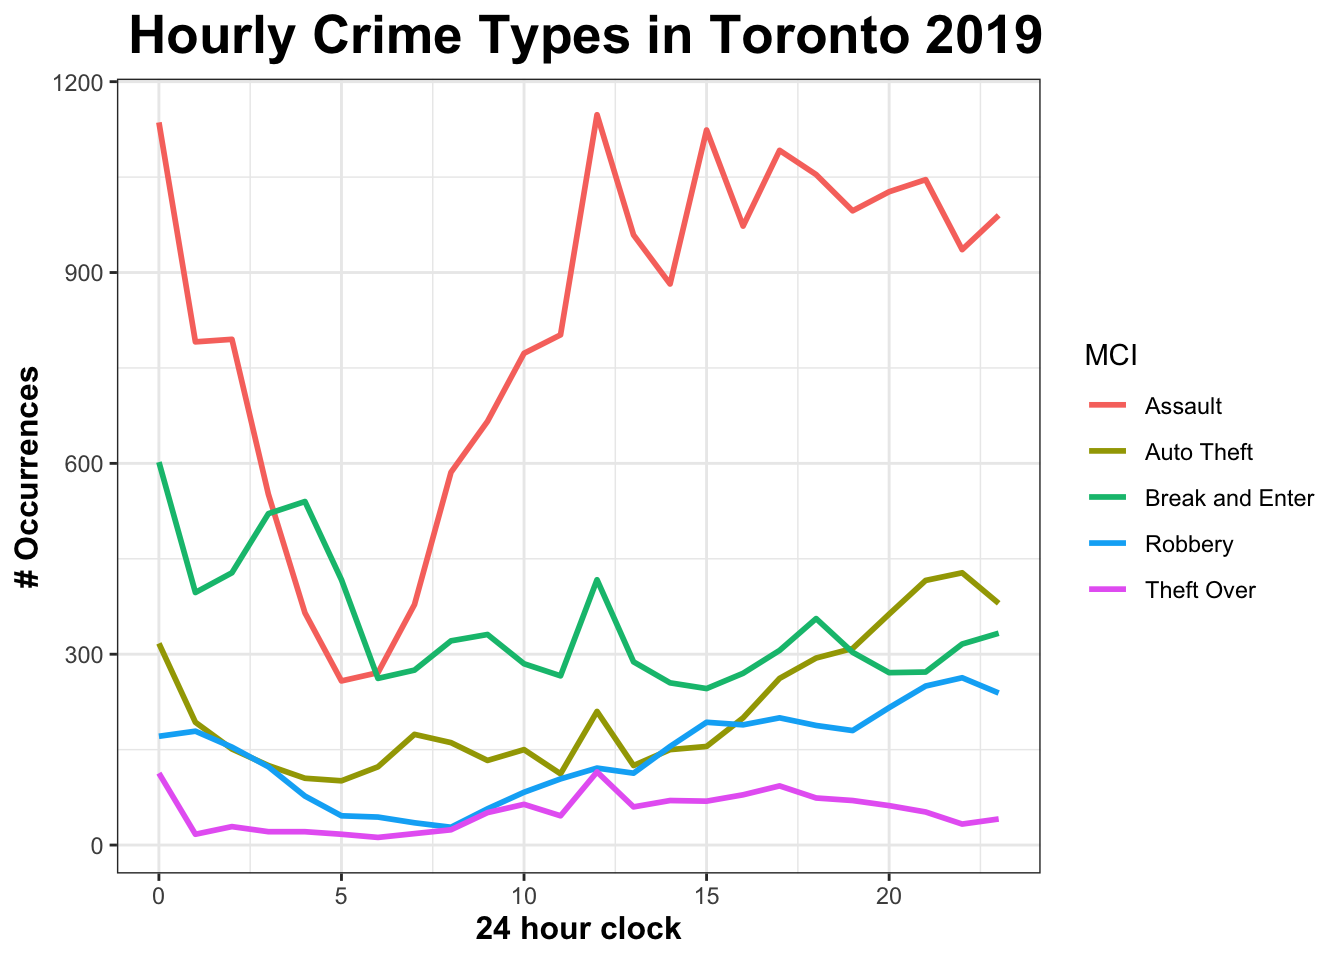 Hourly Crime Types in Toronto 2019
# Occurrences
1200
900
600
300
0
0 5 10 15 20
24 hour clock
MCI
Assault
Auto Theft
Break and Enter
Robbery
Theft Over